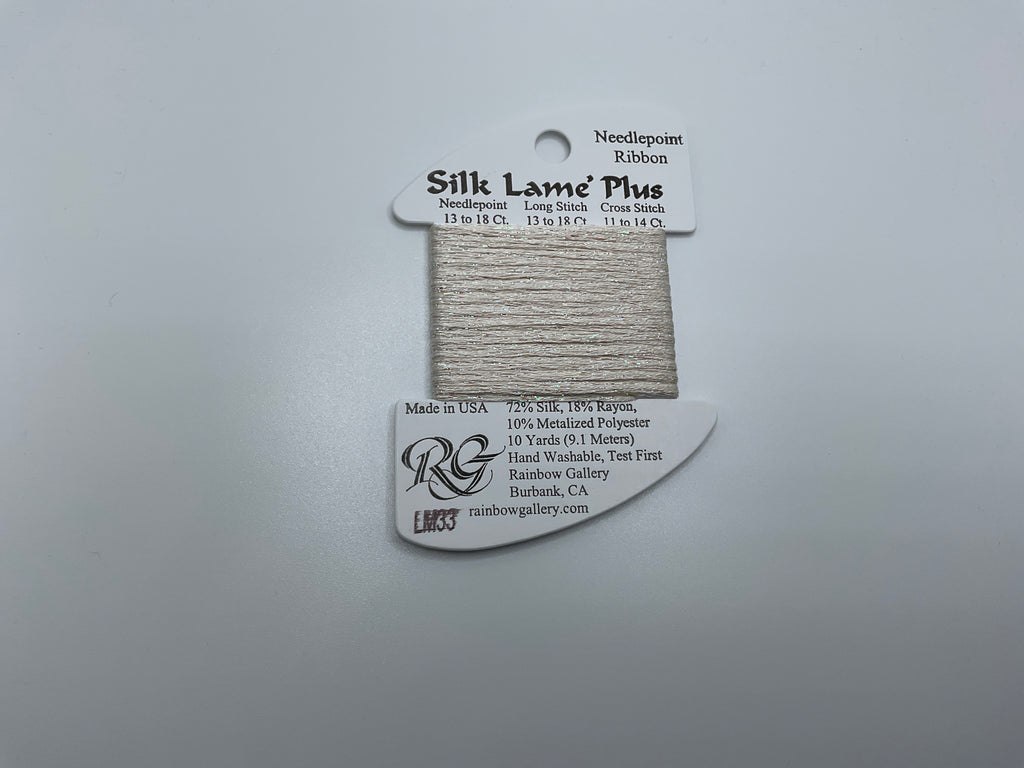 Needlepoint
Ribbon
Silk Lame' Plus
Needlepoint Long Stitch Cross Stitch
13 to 18 Ct. 13 to 18 Ct 11 to 14 Ct.
Made in USA 72% Silk, 18% Rayon,
10% Metalized Polyester
10 Yards (9.1 Meters)
Hand Washable, Test First
RG
Rainbow Gallery
Burbank, CA
LM33 rainbowgallery.com